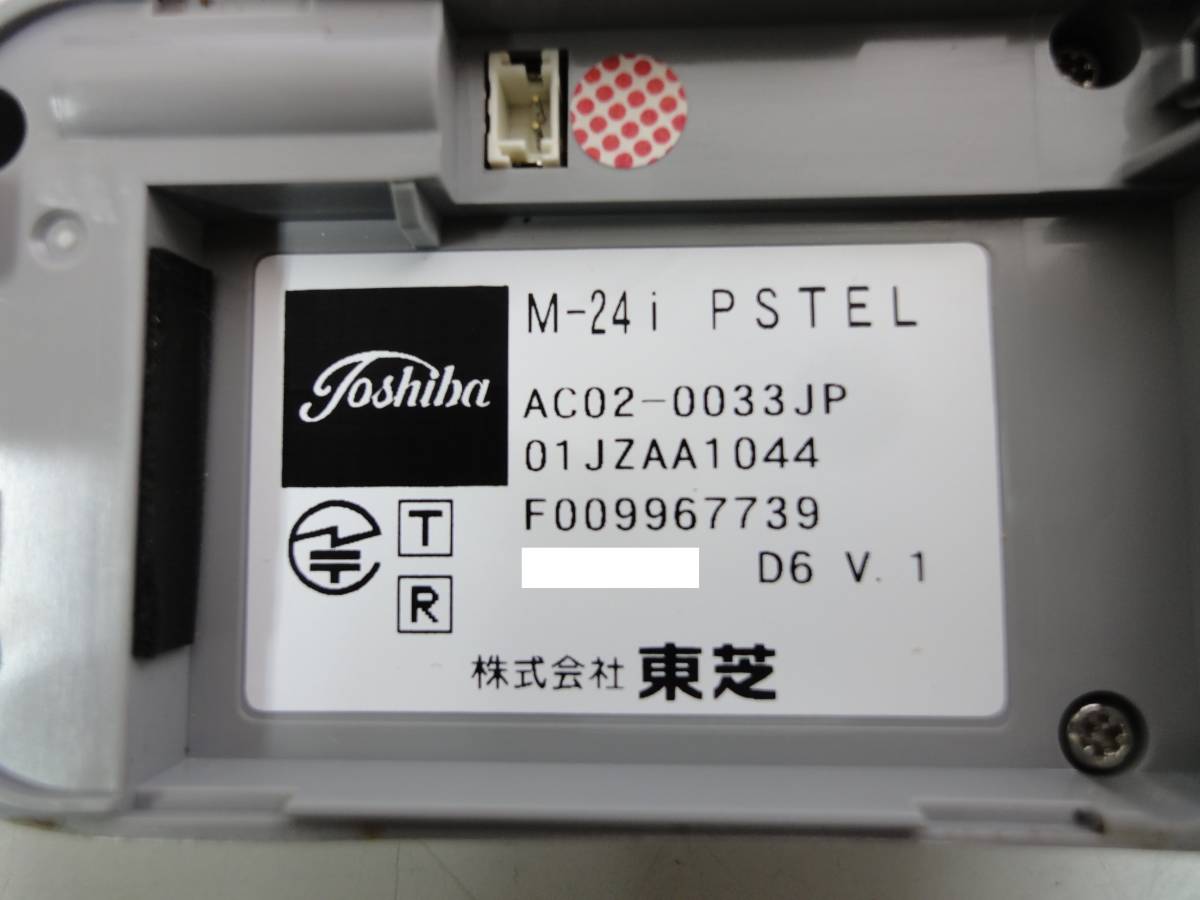 Toshiba
M-24i PSTEL
AC02-0033JP
01JZAA1044
F009967739
D6 V.1
T
R
株式会社 東芝